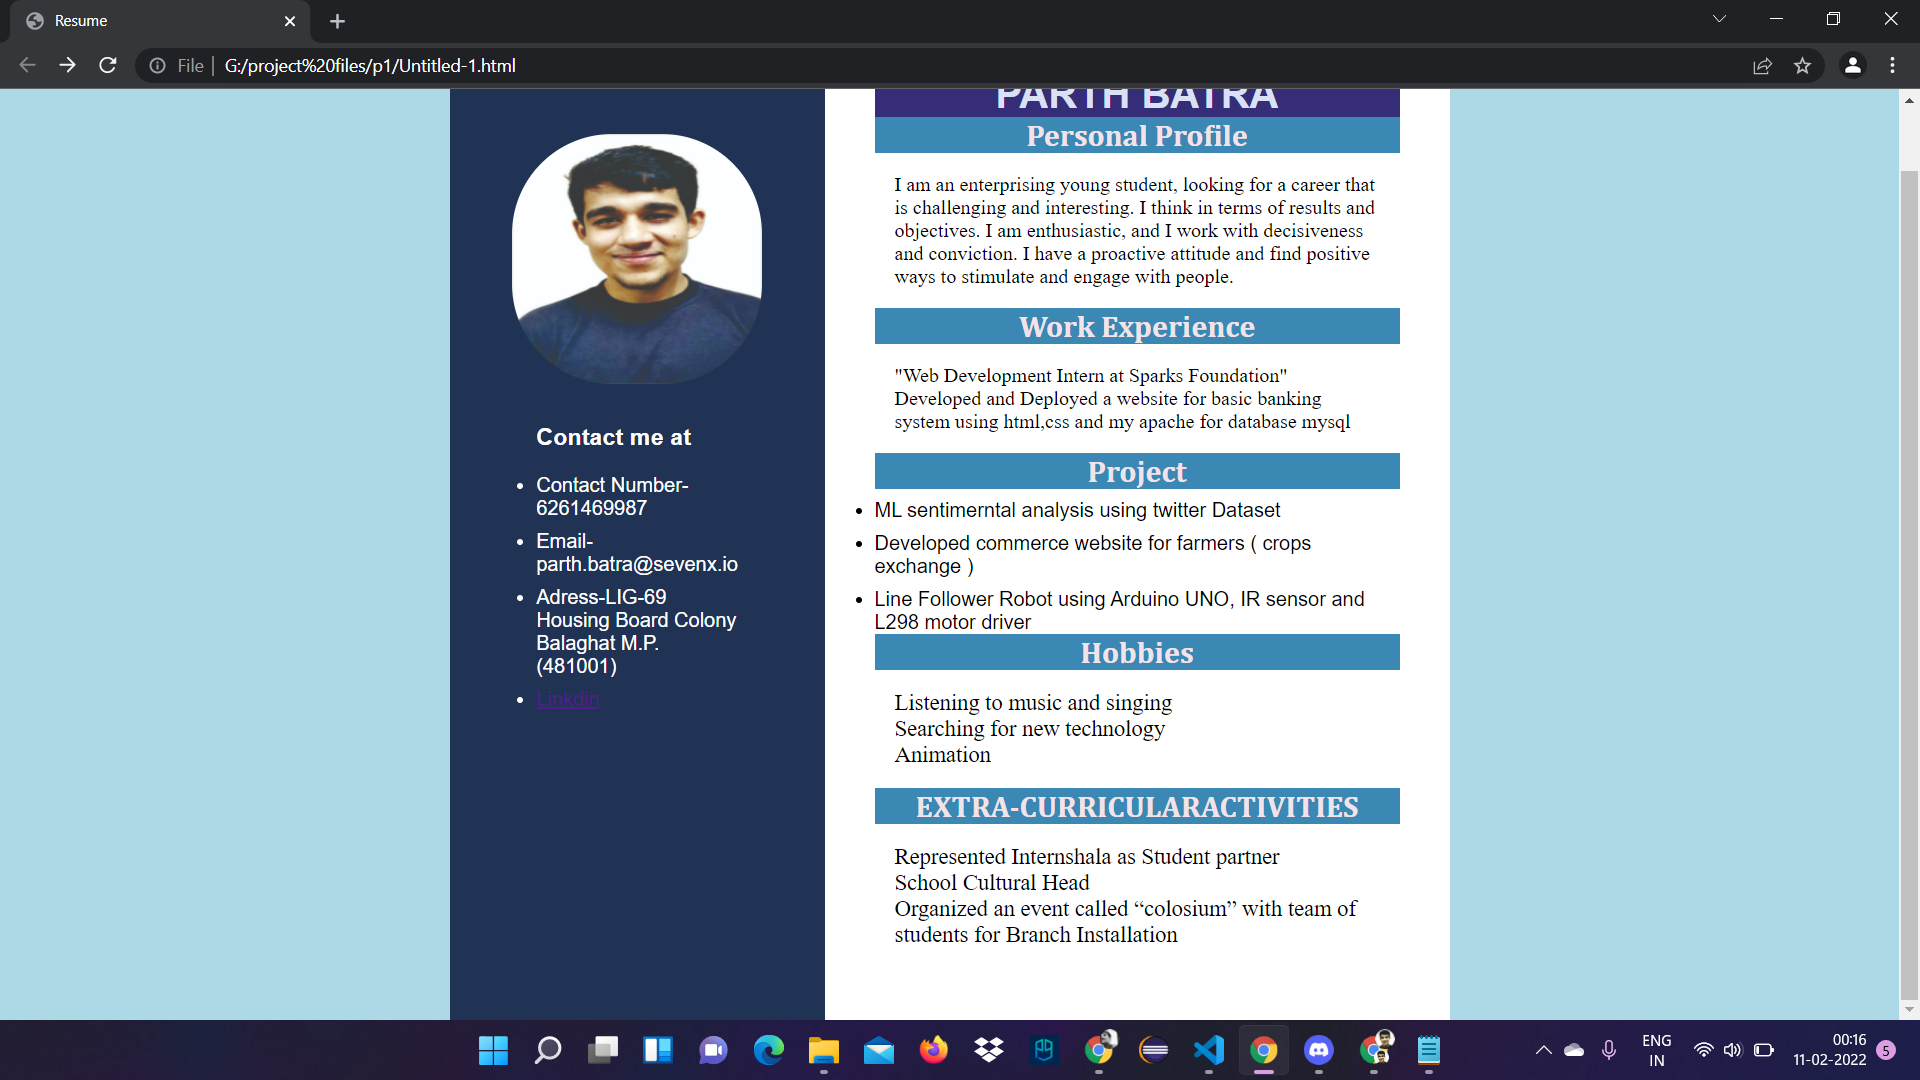 Resume
File
G:/project%20files/p1/Untitled-1.html
PARTH BATRA
Personal Profile
I am an enterprising young student, looking for a career that
is challenging and interesting. I think in terms of results and
objectives. I am enthusiastic, and I work with decisiveness
and conviction. I have a proactive attitude and find positive
ways to stimulate and engage with people.
Work Experience
"Web Development Intern at Sparks Foundation"
Developed and Deployed a website for basic banking
system using html,css and my apache for database mysql
Contact me at
• Contact Number-
6261469987
• Email-
parth.batra@sevenx.io
• Adress-LIG-69
Housing Board Colony
Balaghat M.P.
(481001)
• Linkdin
Project
• ML sentimerntal analysis using twitter Dataset
• Developed commerce website for farmers ( crops
exchange )
• Line Follower Robot using Arduino UNO, IR sensor and
L298 motor driver
Hobbies
Listening to music and singing
Searching for new technology
Animation
EXTRA-CURRICULARACTIVITIES
Represented Internshala as Student partner
School Cultural Head
Organized an event called “colosium” with team of
students for Branch Installation
ENG
IN
00:16
11-02-2022
5